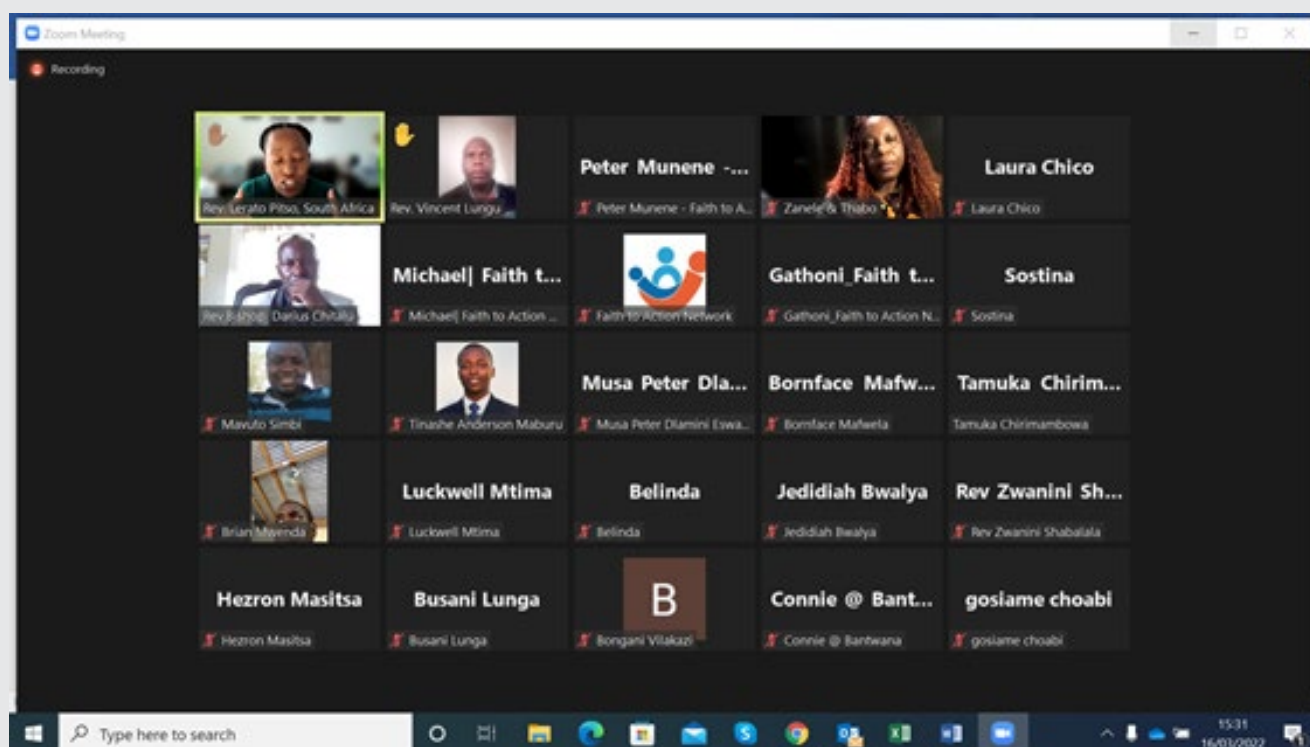 Zoom Meeting
Recording
Rev. Lerato Pitso, South Africa
Rev. Vincent Lungu
Peter Munene -...
Peter Munene - Faith to A...
Zanele & Thabo
Laura Chico
Laura Chico
Rev.Bishop Darius Chitalu
Michael| Faith t...
Michael| Faith to Action ...
Faith to Action Network
Gathoni_Faith t...
Gathoni_Faith to Action N...
Sostina
Sostina
Mavuto Simbi
Tinashe Anderson Maburu
Musa Peter Dla...
Musa Peter Dlamini Eswa...
Bornface Mafw...
Bornface Mafwela
Tamuka Chirim...
Tamuka Chirimambowa
Brian Mwenda
Luckwell Mtima
Luckwell Mtima
Belinda
Belinda
Jedidiah Bwalya
Jedidiah Bwalya
Rev Zwanini Sh...
Rev Zwanini Shabalala
Hezron Masitsa
Hezron Masitsa
Busani Lunga
Busani Lunga
B
Bongani Vilakazi
Connie @ Bant...
Connie @ Bantwana
gosiame choabi
gosiame choabi
Type here to search
15:31
16/03/2022